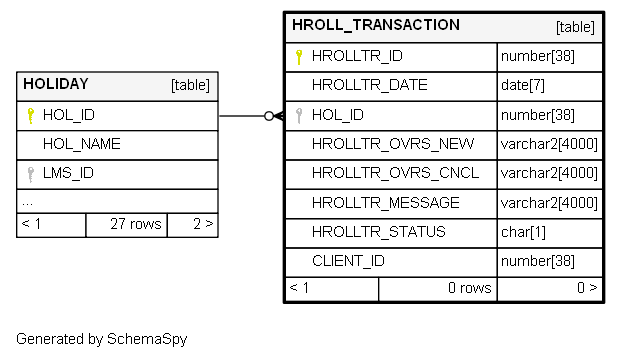 HOLIDAY [table]
HOL_ID
HOL_NAME
LMS_ID
...
< 1 27 rows 2 >
HROLL_TRANSACTION [table]
HROLLTR_ID number[38]
HROLLTR_DATE date[7]
HOL_ID number[38]
HROLLTR_OVRS_NEW varchar2[4000]
HROLLTR_OVRS_CNCL varchar2[4000]
HROLLTR_MESSAGE varchar2[4000]
HROLLTR_STATUS char[1]
CLIENT_ID number[38]
< 1 0 rows 0 >
Generated by SchemaSpy